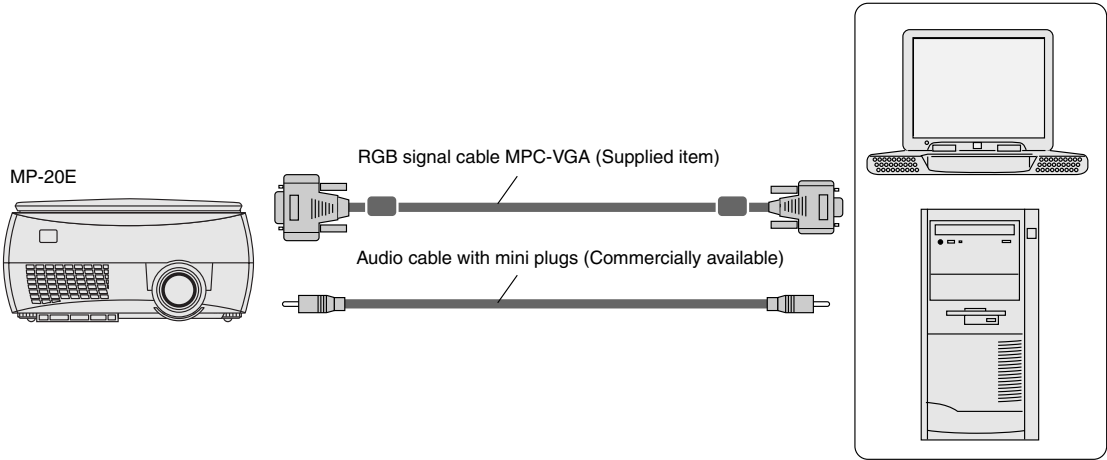 RGB signal cable MPC-VGA (Supplied item)
MP-20E
Audio cable with mini plugs (Commercially available)